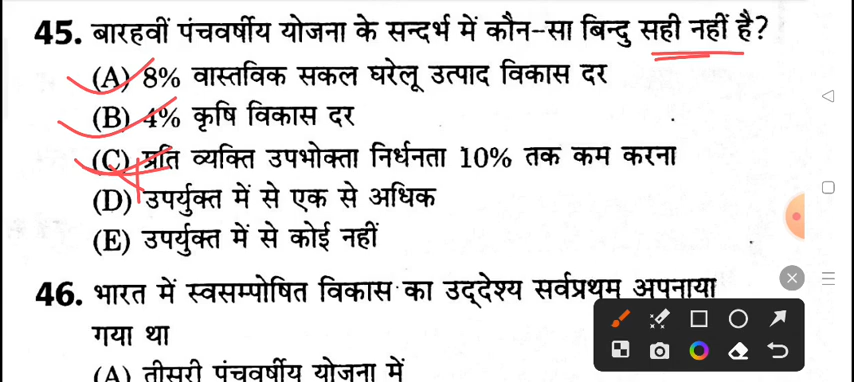 45. बारहवीं पंचवर्षीय योजना के सन्दर्भ में कौन-सा बिन्दु सही नहीं है?
(A) 8% वास्तविक सकल घरेलू उत्पाद विकास दर
(B) 4% कृषि विकास दर
(C) प्रति व्यक्ति उपभोक्ता निर्धनता 10% तक कम करना
(D) उपर्युक्त में से एक से अधिक
(E) उपर्युक्त में से कोई नहीं
46. भारत में स्वसम्पोषित विकास का उद्देश्य सर्वप्रथम अपनाया
गया था
(A) तीसरी पंचवर्षीय योजना में